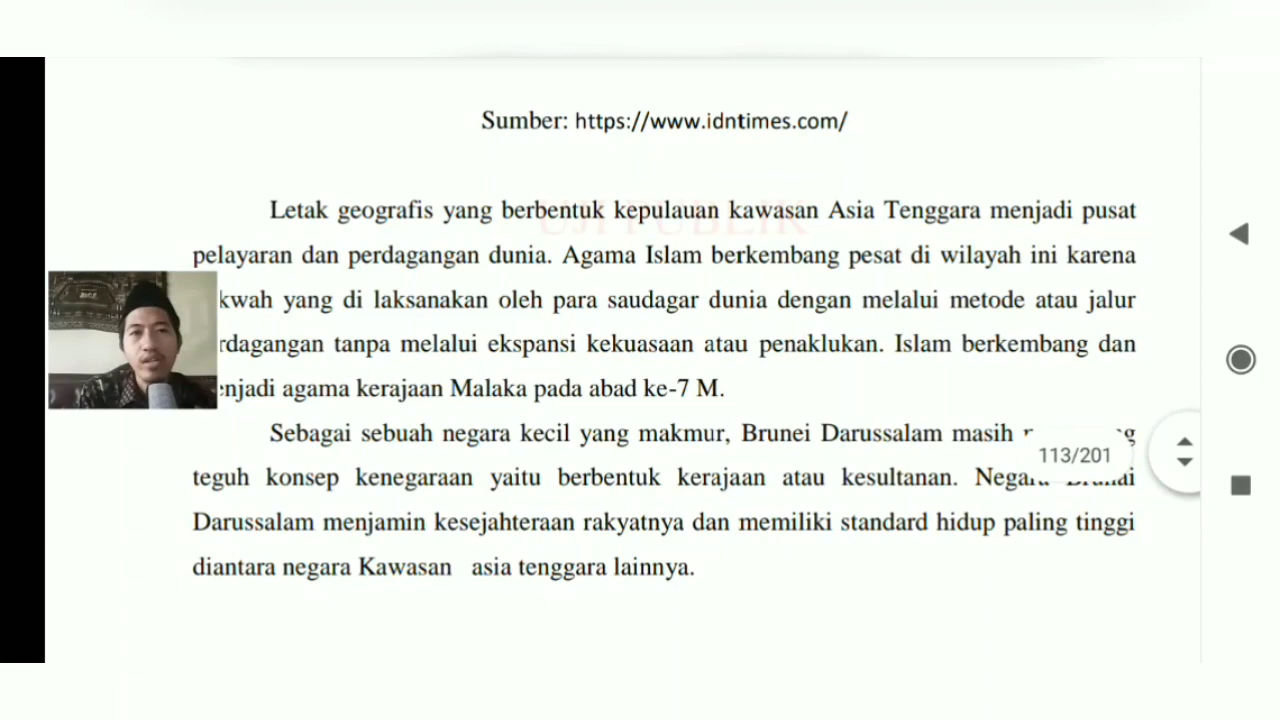 Sumber: https://www.idntimes.com/
UJI PUBLIK
Letak geografis yang berbentuk kepulauan kawasan Asia Tenggara menjadi pusat
pelayaran dan perdagangan dunia. Agama Islam berkembang pesat di wilayah ini karena
kwah yang di laksanakan oleh para saudagar dunia dengan melalui metode atau jalur
rdagangan tanpa melalui ekspansi kekuasaan atau penaklukan. Islam berkembang dan
enjadi agama kerajaan Malaka pada abad ke-7 M.
Sebagai sebuah negara kecil yang makmur, Brunei Darussalam masih
113/201
teguh konsep kenegaraan yaitu berbentuk kerajaan atau kesultanan. Negara Brunai
Darussalam menjamin kesejahteraan rakyatnya dan memiliki standard hidup paling tinggi
diantara negara Kawasan asia tenggara lainnya.